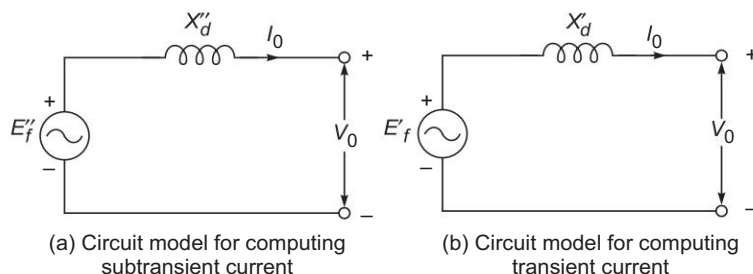 X''d I0 +
+
E''f V0
−
−
(a) Circuit model for computing
subtransient current
X'd I0 +
+
E'f V0
−
−
(b) Circuit model for computing
transient current